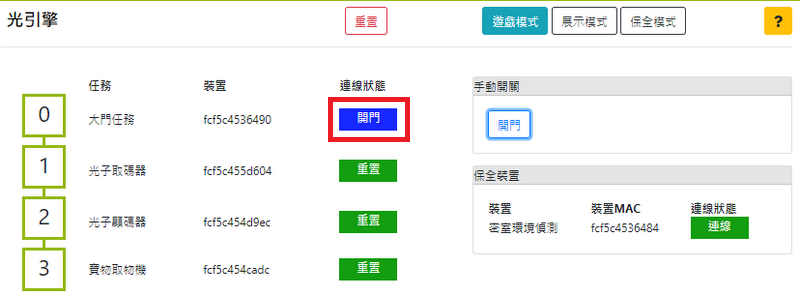 光引擎
重置
遊戲模式 展示模式 保全模式
?
任務 裝置 連線狀態
0 大門任務 fcf5c4536490 開門
1 光子取碼器 fcf5c455d604 重置
2 光子顯碼器 fcf5c454d9ec 重置
3 寶物取物機 fcf5c454cadc 重置
手動開關
開門
保全裝置
裝置 裝置MAC 連線狀態
密室環境偵測 fcf5c4536484 連線